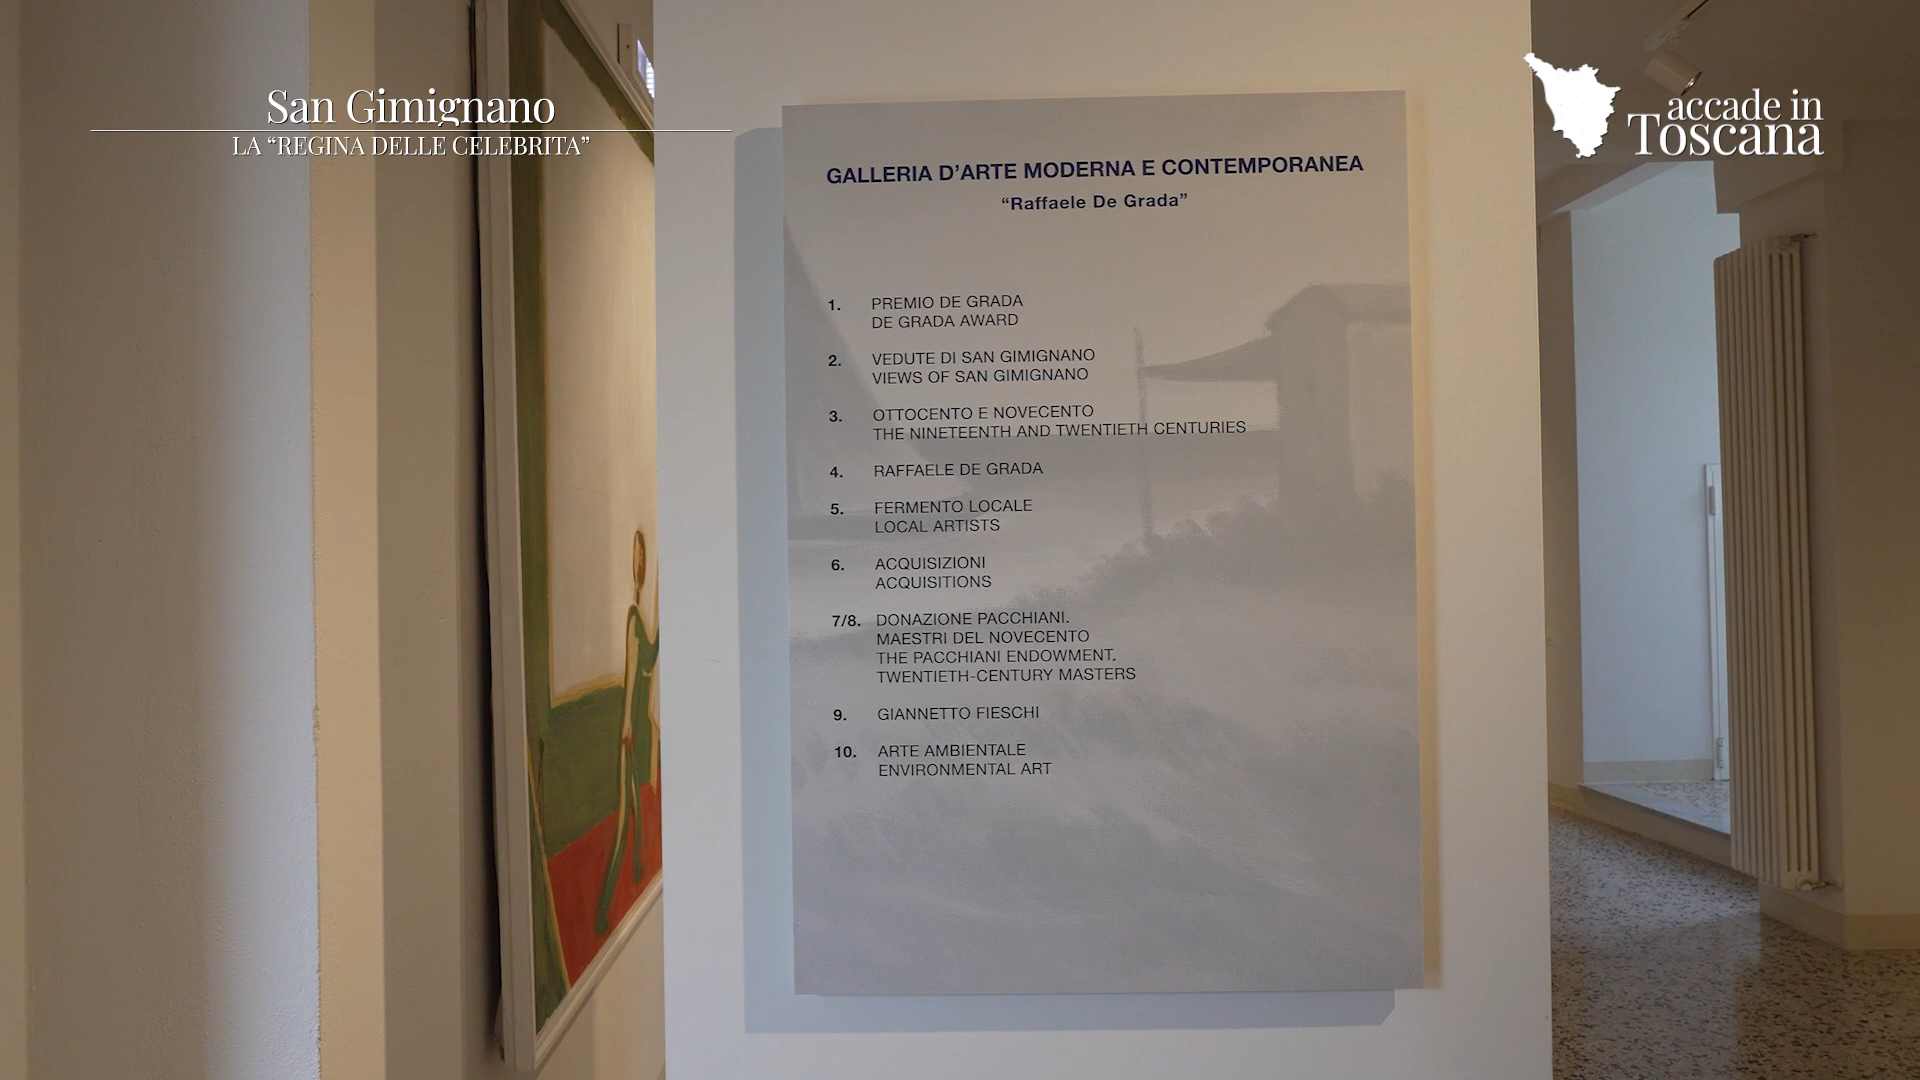 San Gimignano
LA “REGINA DELLE CELEBRITA”
accade in
Toscana
GALLERIA D’ARTE MODERNA E CONTEMPORANEA
“Raffaele De Grada”
1. PREMIO DE GRADA
DE GRADA AWARD
2. VEDUTE DI SAN GIMIGNANO
VIEWS OF SAN GIMIGNANO
3. OTTOCENTO E NOVECENTO
THE NINETEENTH AND TWENTIETH CENTURIES
4. RAFFAELE DE GRADA
5. FERMENTO LOCALE
LOCAL ARTISTS
6. ACQUISIZIONI
ACQUISITIONS
7/8. DONAZIONE PACCHIANI.
MAESTRI DEL NOVECENTO
THE PACCHIANI ENDOWMENT.
TWENTIETH-CENTURY MASTERS
9. GIANNETTO FIESCHI
10. ARTE AMBIENTALE
ENVIRONMENTAL ART